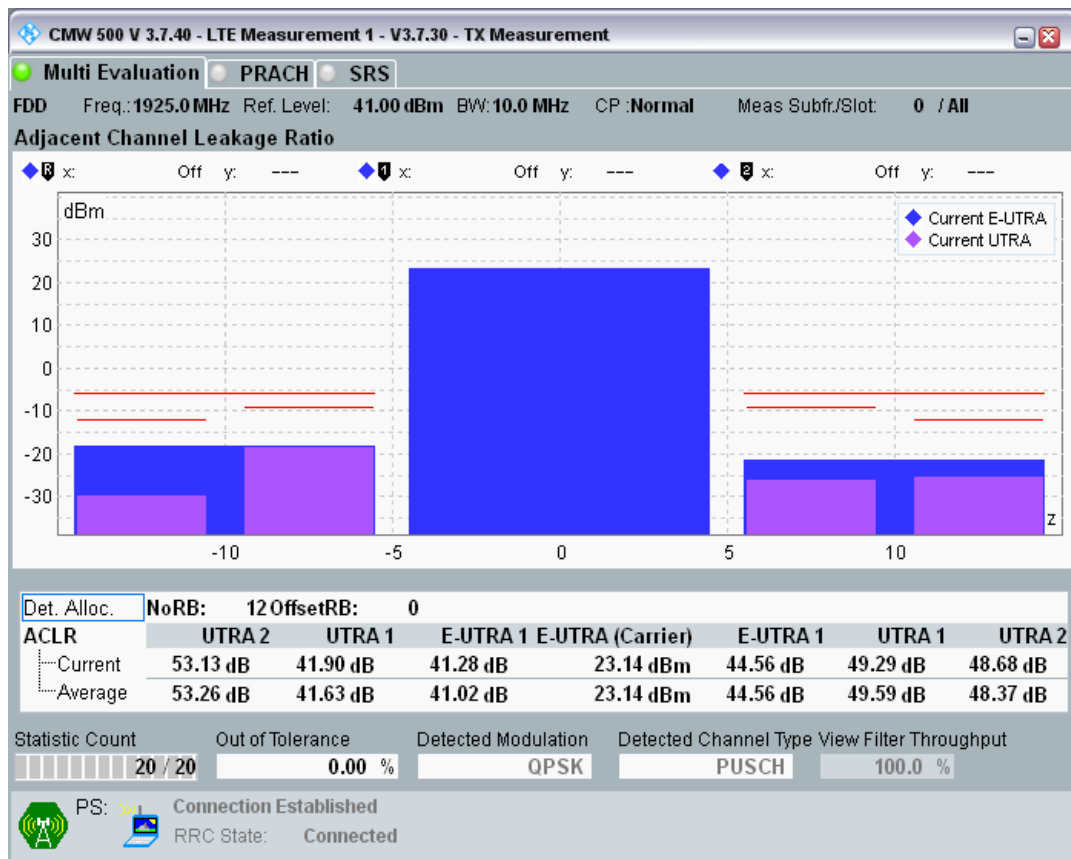 CMW 500 V 3.7.40 - LTE Measurement 1 - V3.7.30 - TX Measurement
Multi Evaluation PRACH SRS
FDD Freq.:1925.0 MHz Ref. Level: 41.00 dBm BW:10.0 MHz CP :Normal Meas Subfr./Slot: 0 / All
Adjacent Channel Leakage Ratio
R x: Off y: --- 1 x: Off y: --- 2 x: Off y: ---
dBm
Current E-UTRA
Current UTRA
30
20
10
0
-10
-20
-30
z
-10 -5 0 5 10
Det. Alloc. NoRB: 12 OffsetRB: 0
ACLR UTRA 2 UTRA 1 E-UTRA 1 E-UTRA (Carrier) E-UTRA 1 UTRA 1 UTRA 2
Current 53.13 dB 41.90 dB 41.28 dB 23.14 dBm 44.56 dB 49.29 dB 48.68 dB
Average 53.26 dB 41.63 dB 41.02 dB 23.14 dBm 44.56 dB 49.59 dB 48.37 dB
Statistic Count Out of Tolerance Detected Modulation Detected Channel Type View Filter Throughput
20 / 20 0.00 % QPSK PUSCH 100.0 %
PS: Connection Established
RRC State: Connected